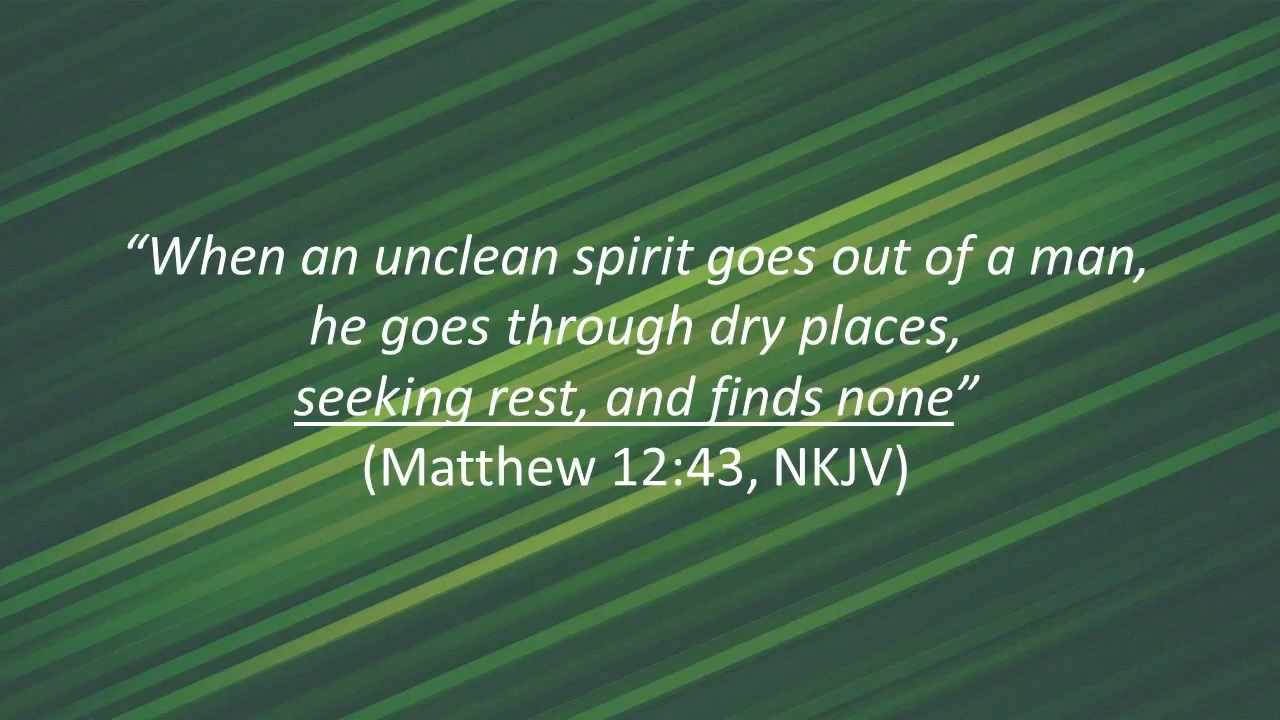 “When an unclean spirit goes out of a man,
he goes through dry places,
seeking rest, and finds none”
(Matthew 12:43, NKJV)